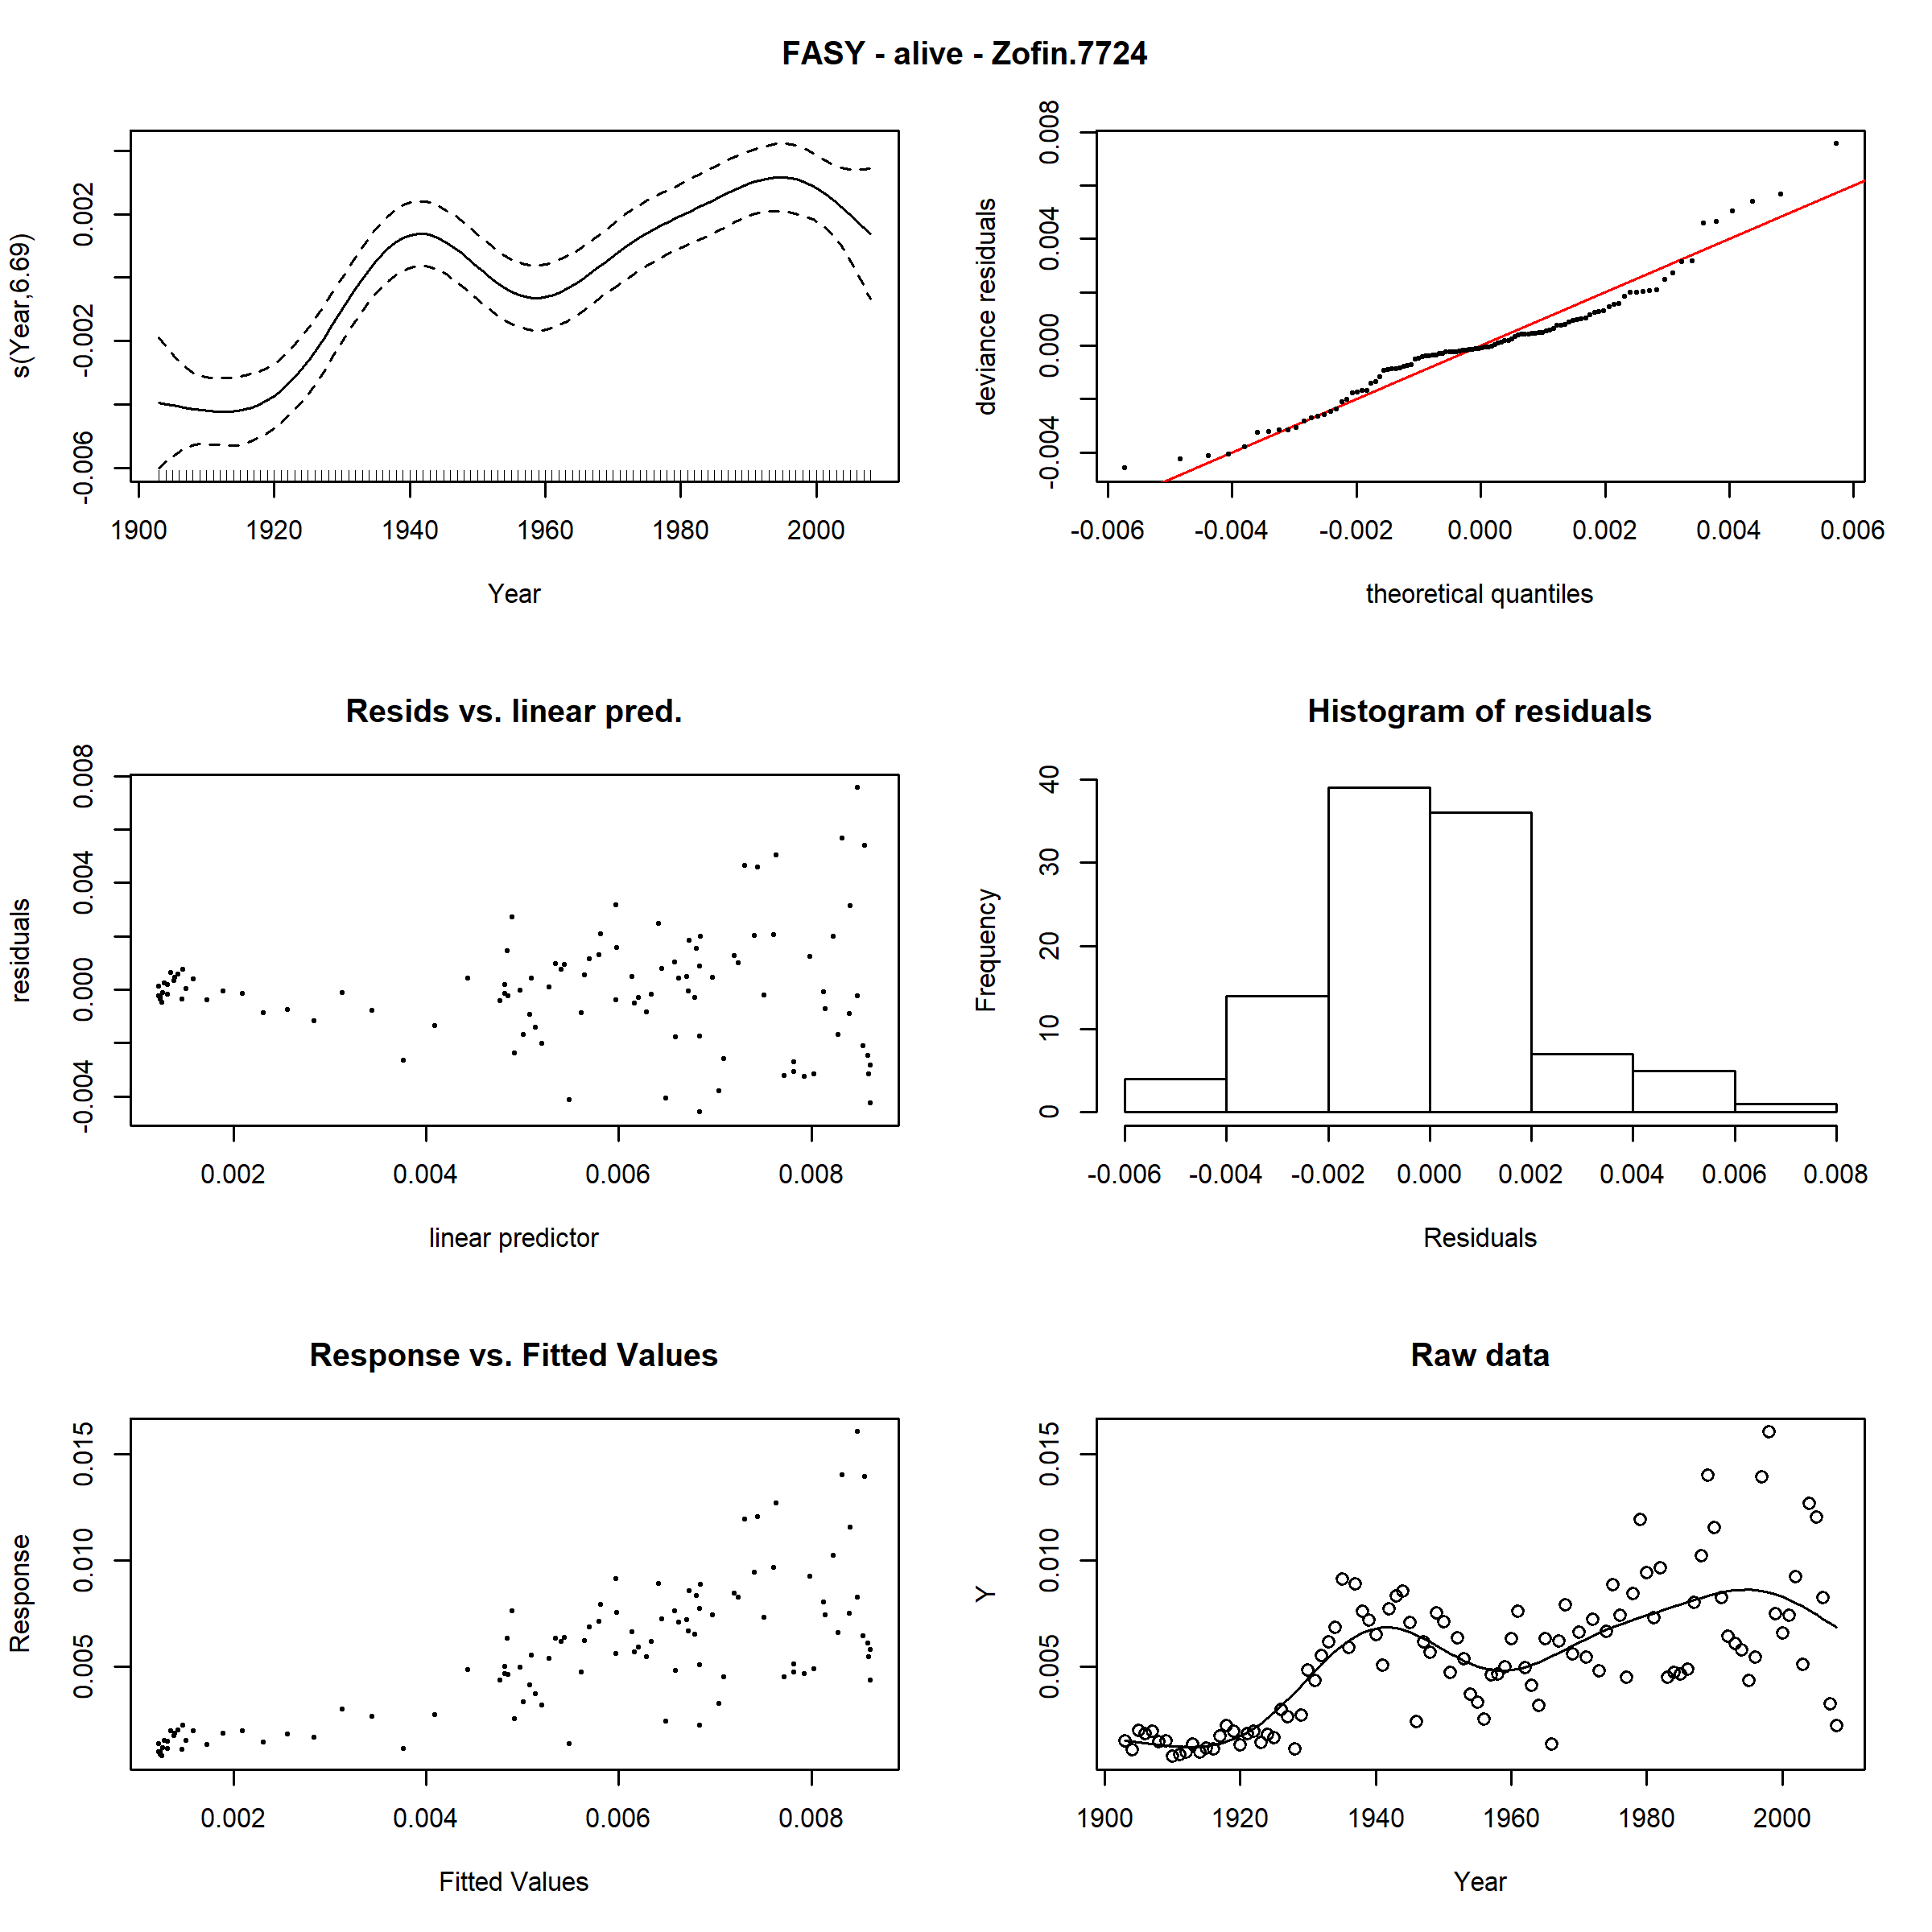 FASY - alive - Zofin.7724
s(Year,6.69)
-0.006 -0.002 0.002
1900 1920 1940 1960 1980 2000
Year
deviance residuals
-0.004 0.000 0.004 0.008
-0.006 -0.004 -0.002 0.000 0.002 0.004 0.006
theoretical quantiles
Resids vs. linear pred.
residuals
-0.004 0.000 0.004 0.008
0.002 0.004 0.006 0.008
linear predictor
Histogram of residuals
Frequency
0 10 20 30 40
-0.006 -0.004 -0.002 0.000 0.002 0.004 0.006 0.008
Residuals
Response vs. Fitted Values
Response
0.005 0.010 0.015
0.002 0.004 0.006 0.008
Fitted Values
Raw data
Y
0.005 0.010 0.015
1900 1920 1940 1960 1980 2000
Year